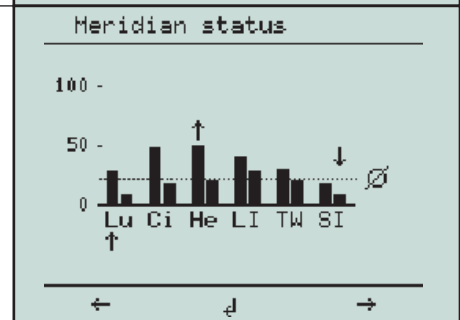 Meridian status
100 -
↑
50 -
↓
Ø
0
Lu Ci He LI TW SI
↑
← ↲ →